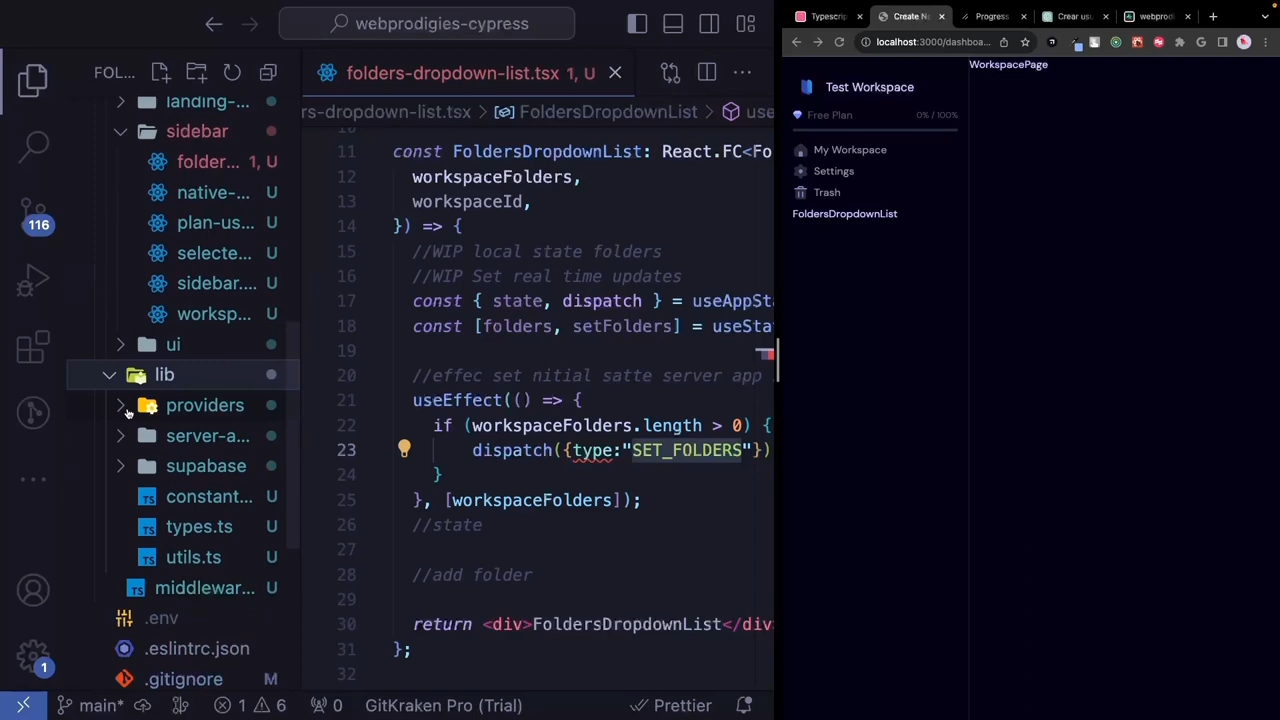 webprodigies-cypress
FOL...
landing-...
sidebar
folder... 1, U
native-... U
plan-us... U
selecte... U
sidebar.... U
worksp... U
ui
lib
providers
server-a...
supabase
constant... U
types.ts U
utils.ts U
middlewar... U
.env
.eslintrc.json
.gitignore M
116
1
folders-dropdown-list.tsx 1, U
rs-dropdown-list.tsx > FoldersDropdownList > use
10
11 const FoldersDropdownList: React.FC<Fo
12 workspaceFolders,
13 workspaceId,
14 }) => {
15 //WIP local state folders
16 //WIP Set real time updates
17 const { state, dispatch } = useAppSt
18 const [folders, setFolders] = useSta
19
20 //effec set nitial satte server app
21 useEffect(() => {
22 if (workspaceFolders.length > 0) {
23 dispatch({type:"SET_FOLDERS"})
24 }
25 }, [workspaceFolders]);
26 //state
27
28 //add folder
29
30 return <div>FoldersDropdownList</div>
31 };
32
main* 1 6 0 GitKraken Pro (Trial) Prettier
Typescrip
Create Ne
Progress
Crear usu
webprodi
localhost:3000/dashboa...
Test Workspace
Free Plan 0% / 100%
My Workspace
Settings
Trash
FoldersDropdownList
WorkspacePage